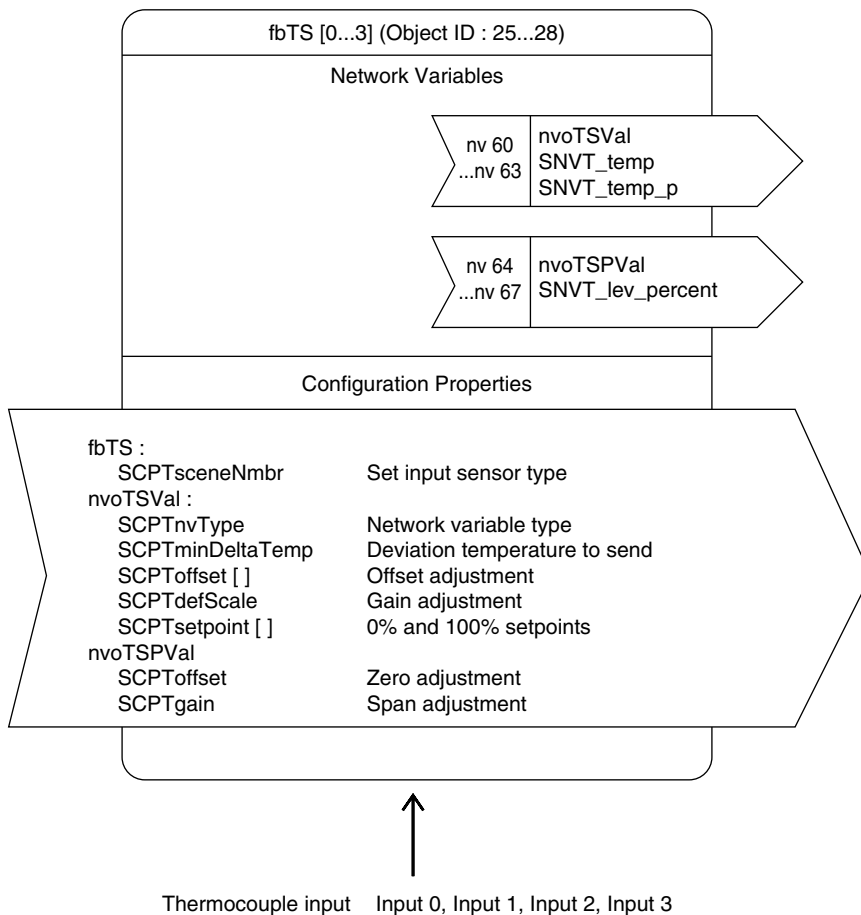 fbTS [0...3] (Object ID : 25...28)
Network Variables
nv 60
...nv 63
nvoTSVal
SNVT_temp
SNVT_temp_p
nv 64
...nv 67
nvoTSPVal
SNVT_lev_percent
Configuration Properties
fbTS :
SCPTsceneNmbr Set input sensor type
nvoTSVal :
SCPTnvType Network variable type
SCPTminDeltaTemp Deviation temperature to send
SCPToffset [ ] Offset adjustment
SCPTdefScale Gain adjustment
SCPTsetpoint [ ] 0% and 100% setpoints
nvoTSPVal
SCPToffset Zero adjustment
SCPTgain Span adjustment
Thermocouple input Input 0, Input 1, Input 2, Input 3